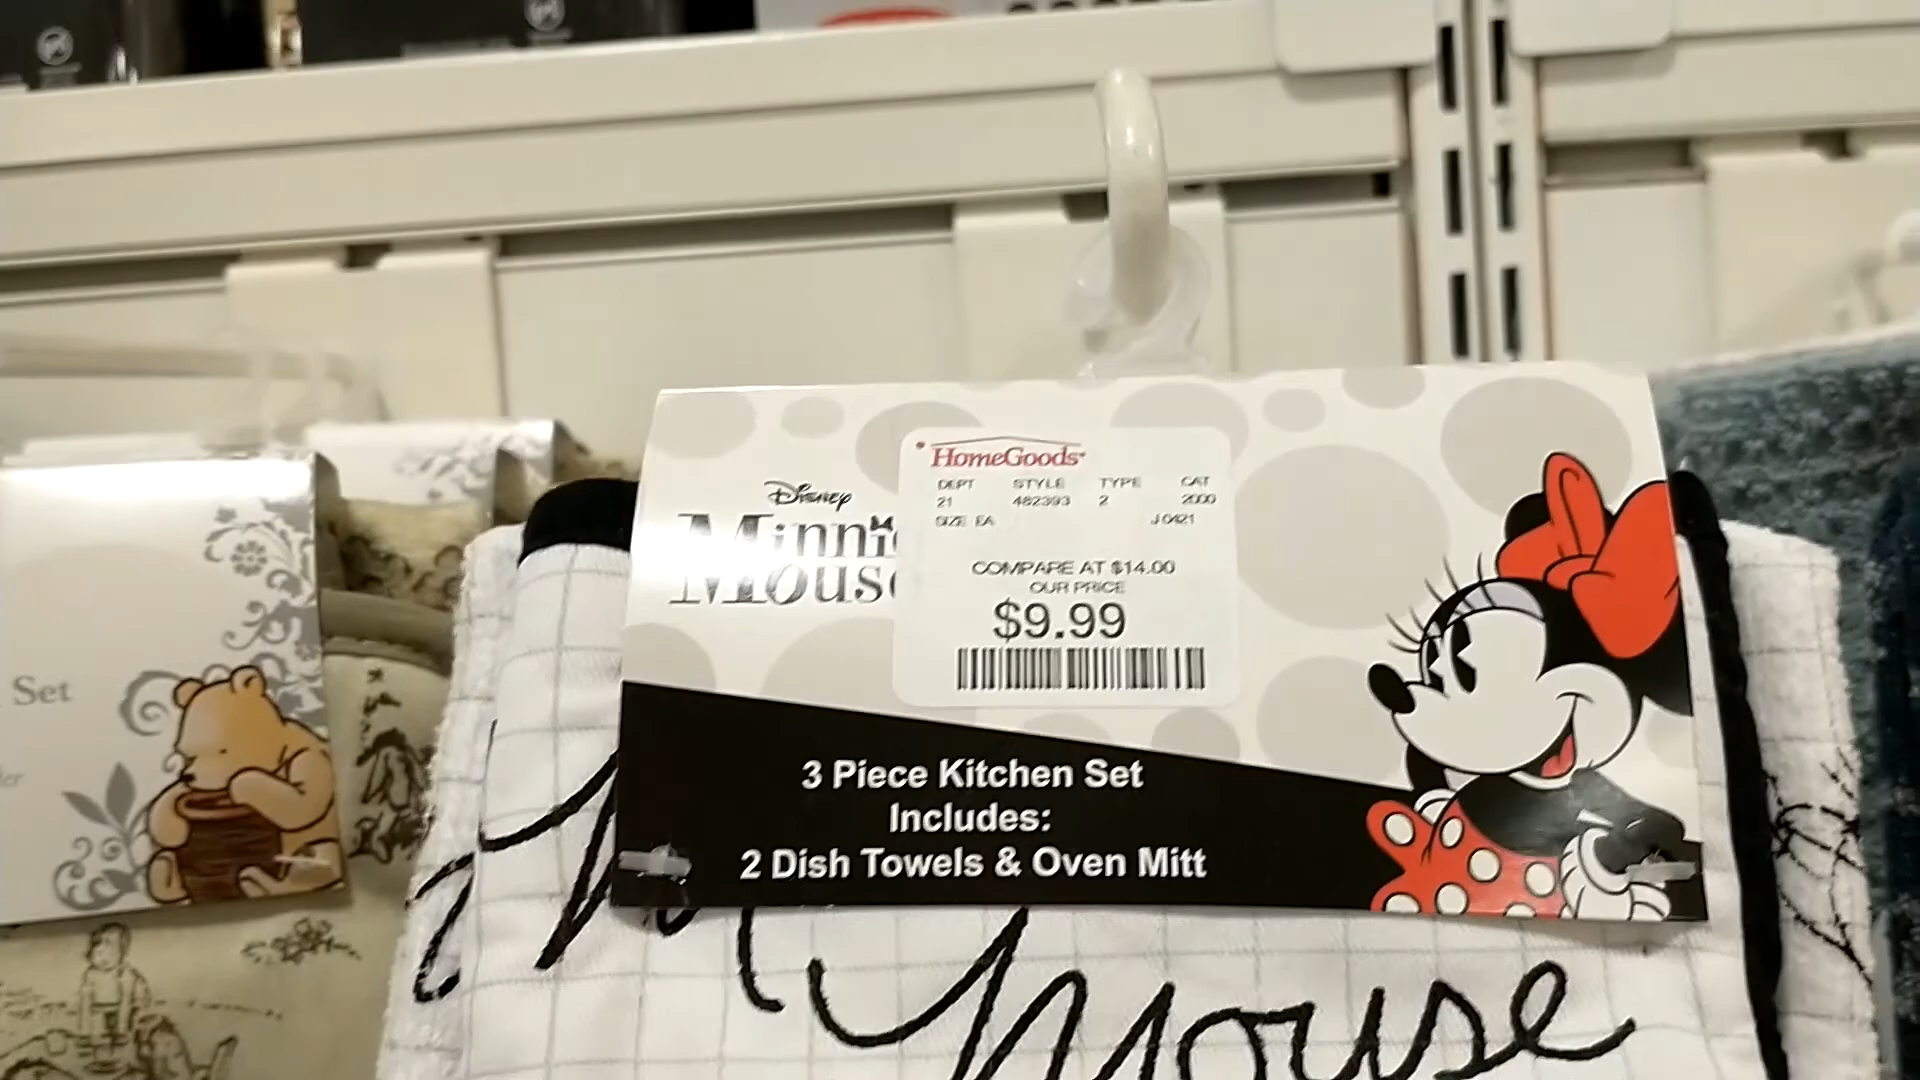 HomeGoods
DEPT STYLE TYPE CAT
21 482393 2 2000
SIZE EA J0421
COMPARE AT $14.00
OUR PRICE
$9.99
Disney
Minnie
Mouse
3 Piece Kitchen Set
Includes:
2 Dish Towels & Oven Mitt
Set
Mouse